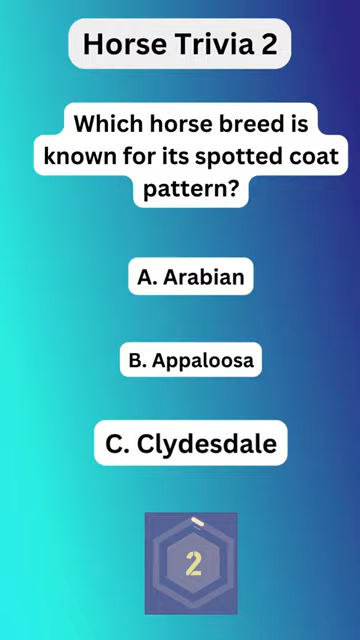 Horse Trivia 2
Which horse breed is
known for its spotted coat
pattern?
A. Arabian
B. Appaloosa
C. Clydesdale
2